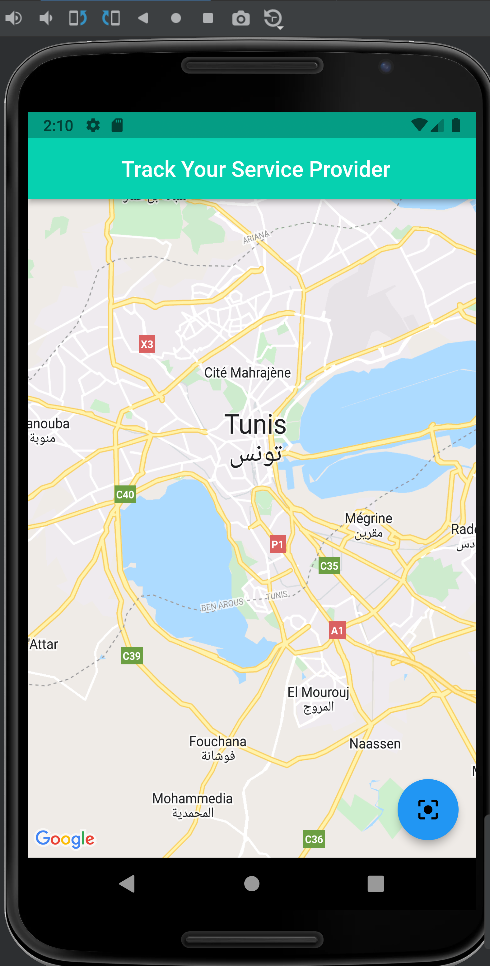 2:10
Track Your Service Provider
ARIANA
X3
Cité Mahrajène
Tunis
تونس
anouba
منوبة
C40
Mégrine
مقرين
Rade
دس
P1
C35
BEN AROUS
TUNIS
A1
Attar
C39
El Mourouj
المروج
Fouchana
فوشانة
Naassen
Mohammedia
المحمدية
Google
C36